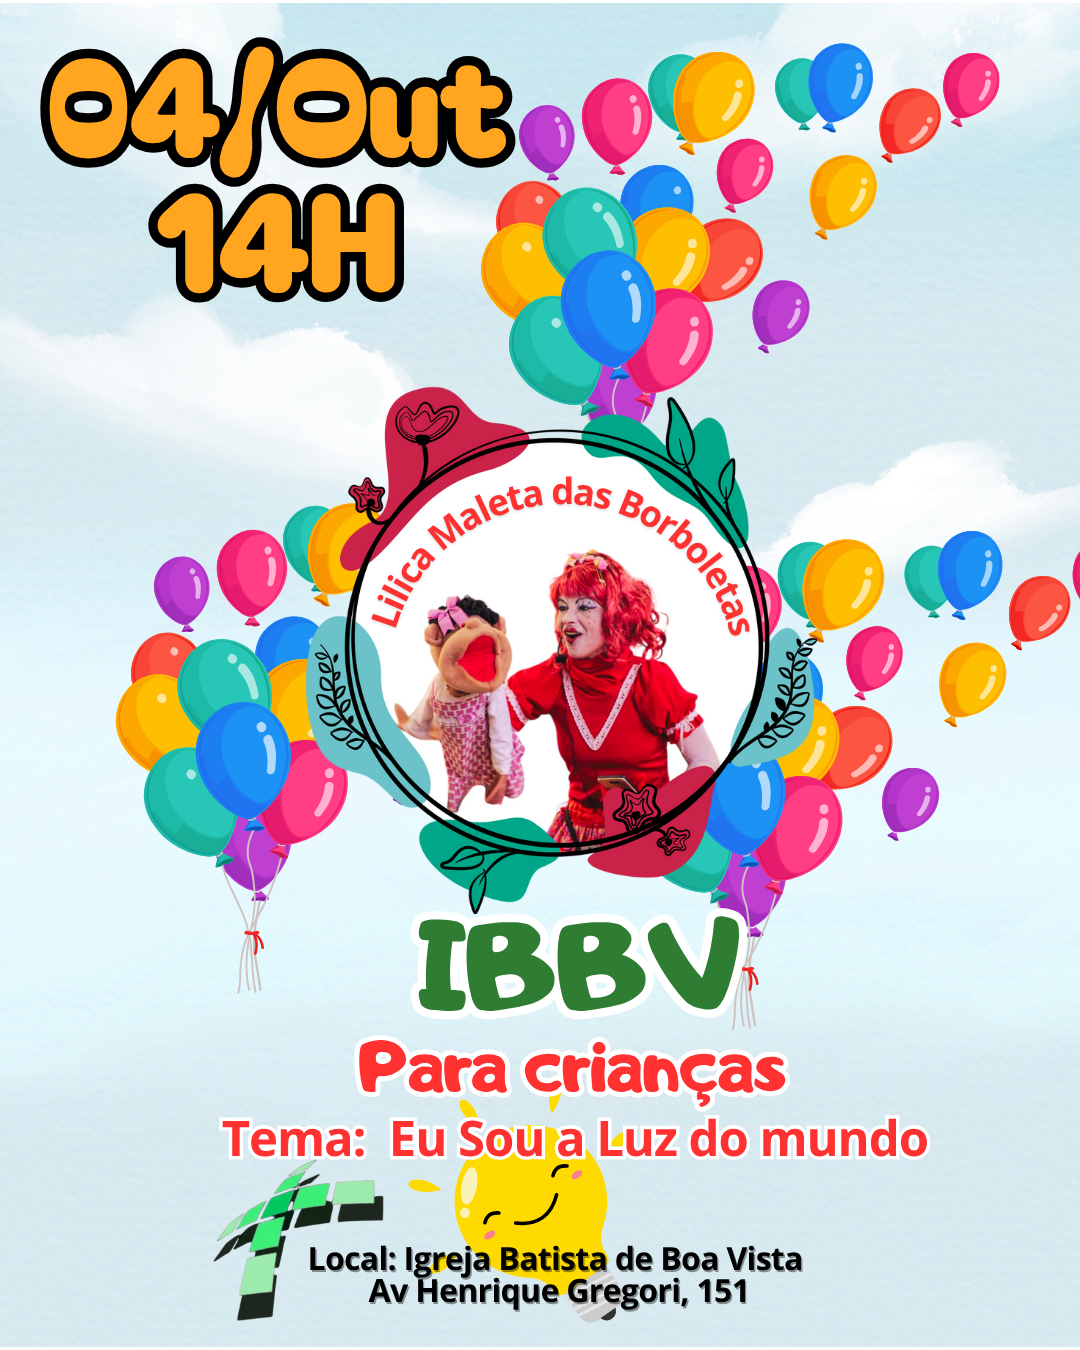 04/Out
14H
Lilica Maleta das Borboletas
IBBV
Para crianças
Tema: Eu Sou a Luz do mundo
Local: Igreja Batista de Boa Vista
Av Henrique Gregori, 151